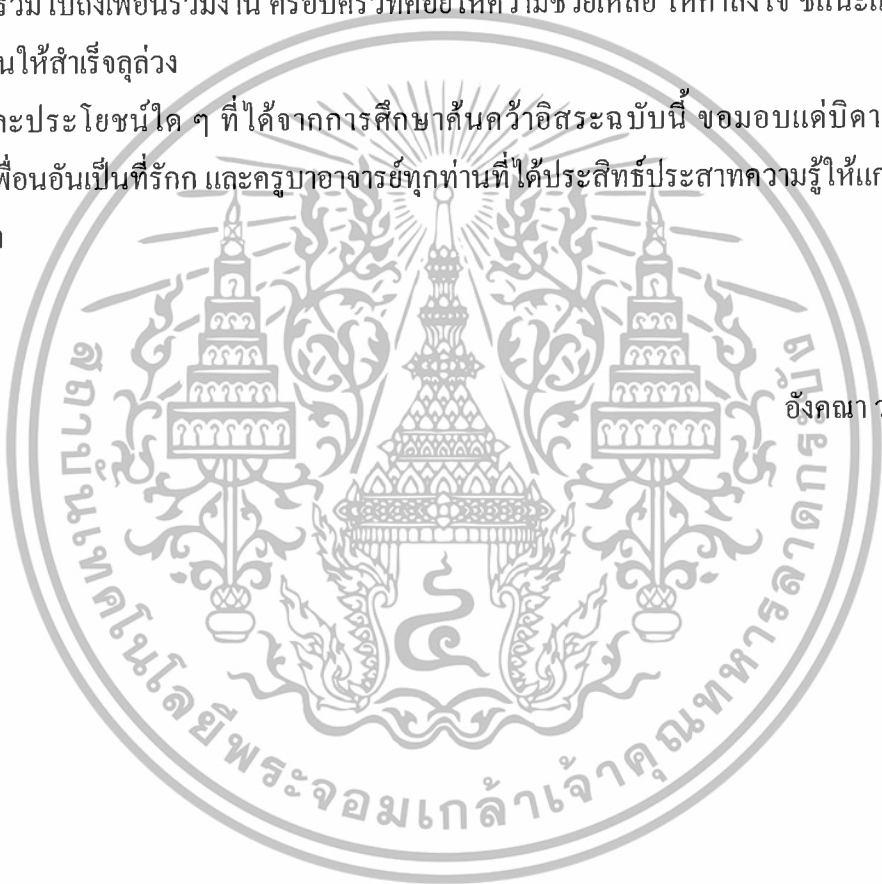 รวมไปถึงเพื่อนร่วมงาน ครอบครัวที่คอยให้ความช่วยเหลือ ให้กำลังใจ ชี้แนะ
นให้สำเร็จลุล่วง
ละประโยชน์ใด ๆ ที่ได้จากการศึกษาค้นคว้าอิสระฉบับนี้ ขอมอบแด่บิดา
พื่อนอันเป็นที่รักก และครูบาอาจารย์ทุกท่านที่ได้ประสิทธ์ประสาทความรู้ให้แก
อังคณา ว
สถาบันเทคโนโลยีพระจอมเกล้าเจ้าคุณทหารลาดกระบัง
๔